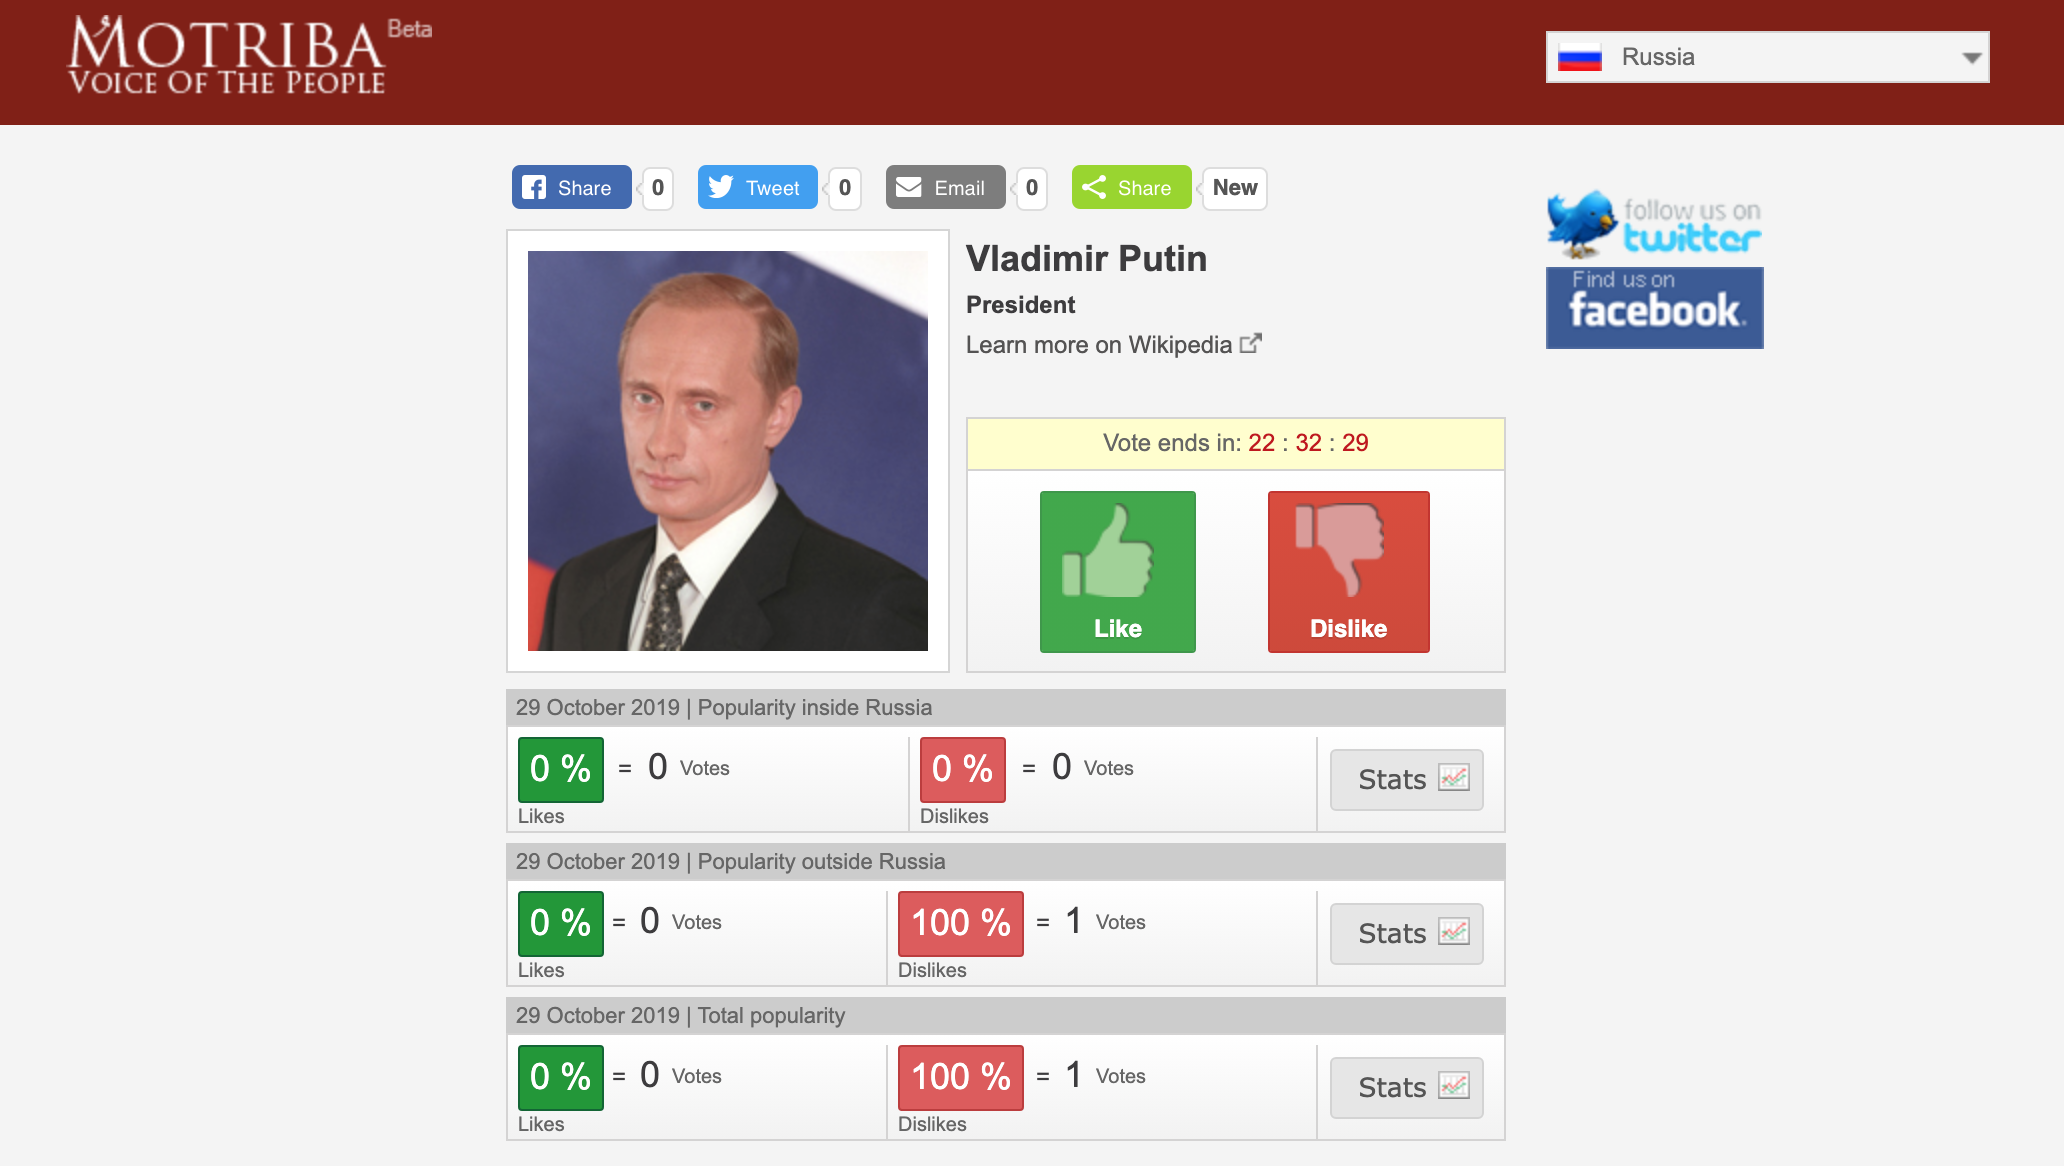 MOTRIBA Beta
VOICE OF THE PEOPLE
Russia
Share 0 Tweet 0 Email 0 Share New
follow us on
twitter
Find us on
facebook.
Vladimir Putin
President
Learn more on Wikipedia
Vote ends in: 22 : 32 : 29
Like Dislike
29 October 2019 | Popularity inside Russia
0 % = 0 Votes 0 % = 0 Votes Stats
Likes Dislikes
29 October 2019 | Popularity outside Russia
0 % = 0 Votes 100 % = 1 Votes Stats
Likes Dislikes
29 October 2019 | Total popularity
0 % = 0 Votes 100 % = 1 Votes Stats
Likes Dislikes